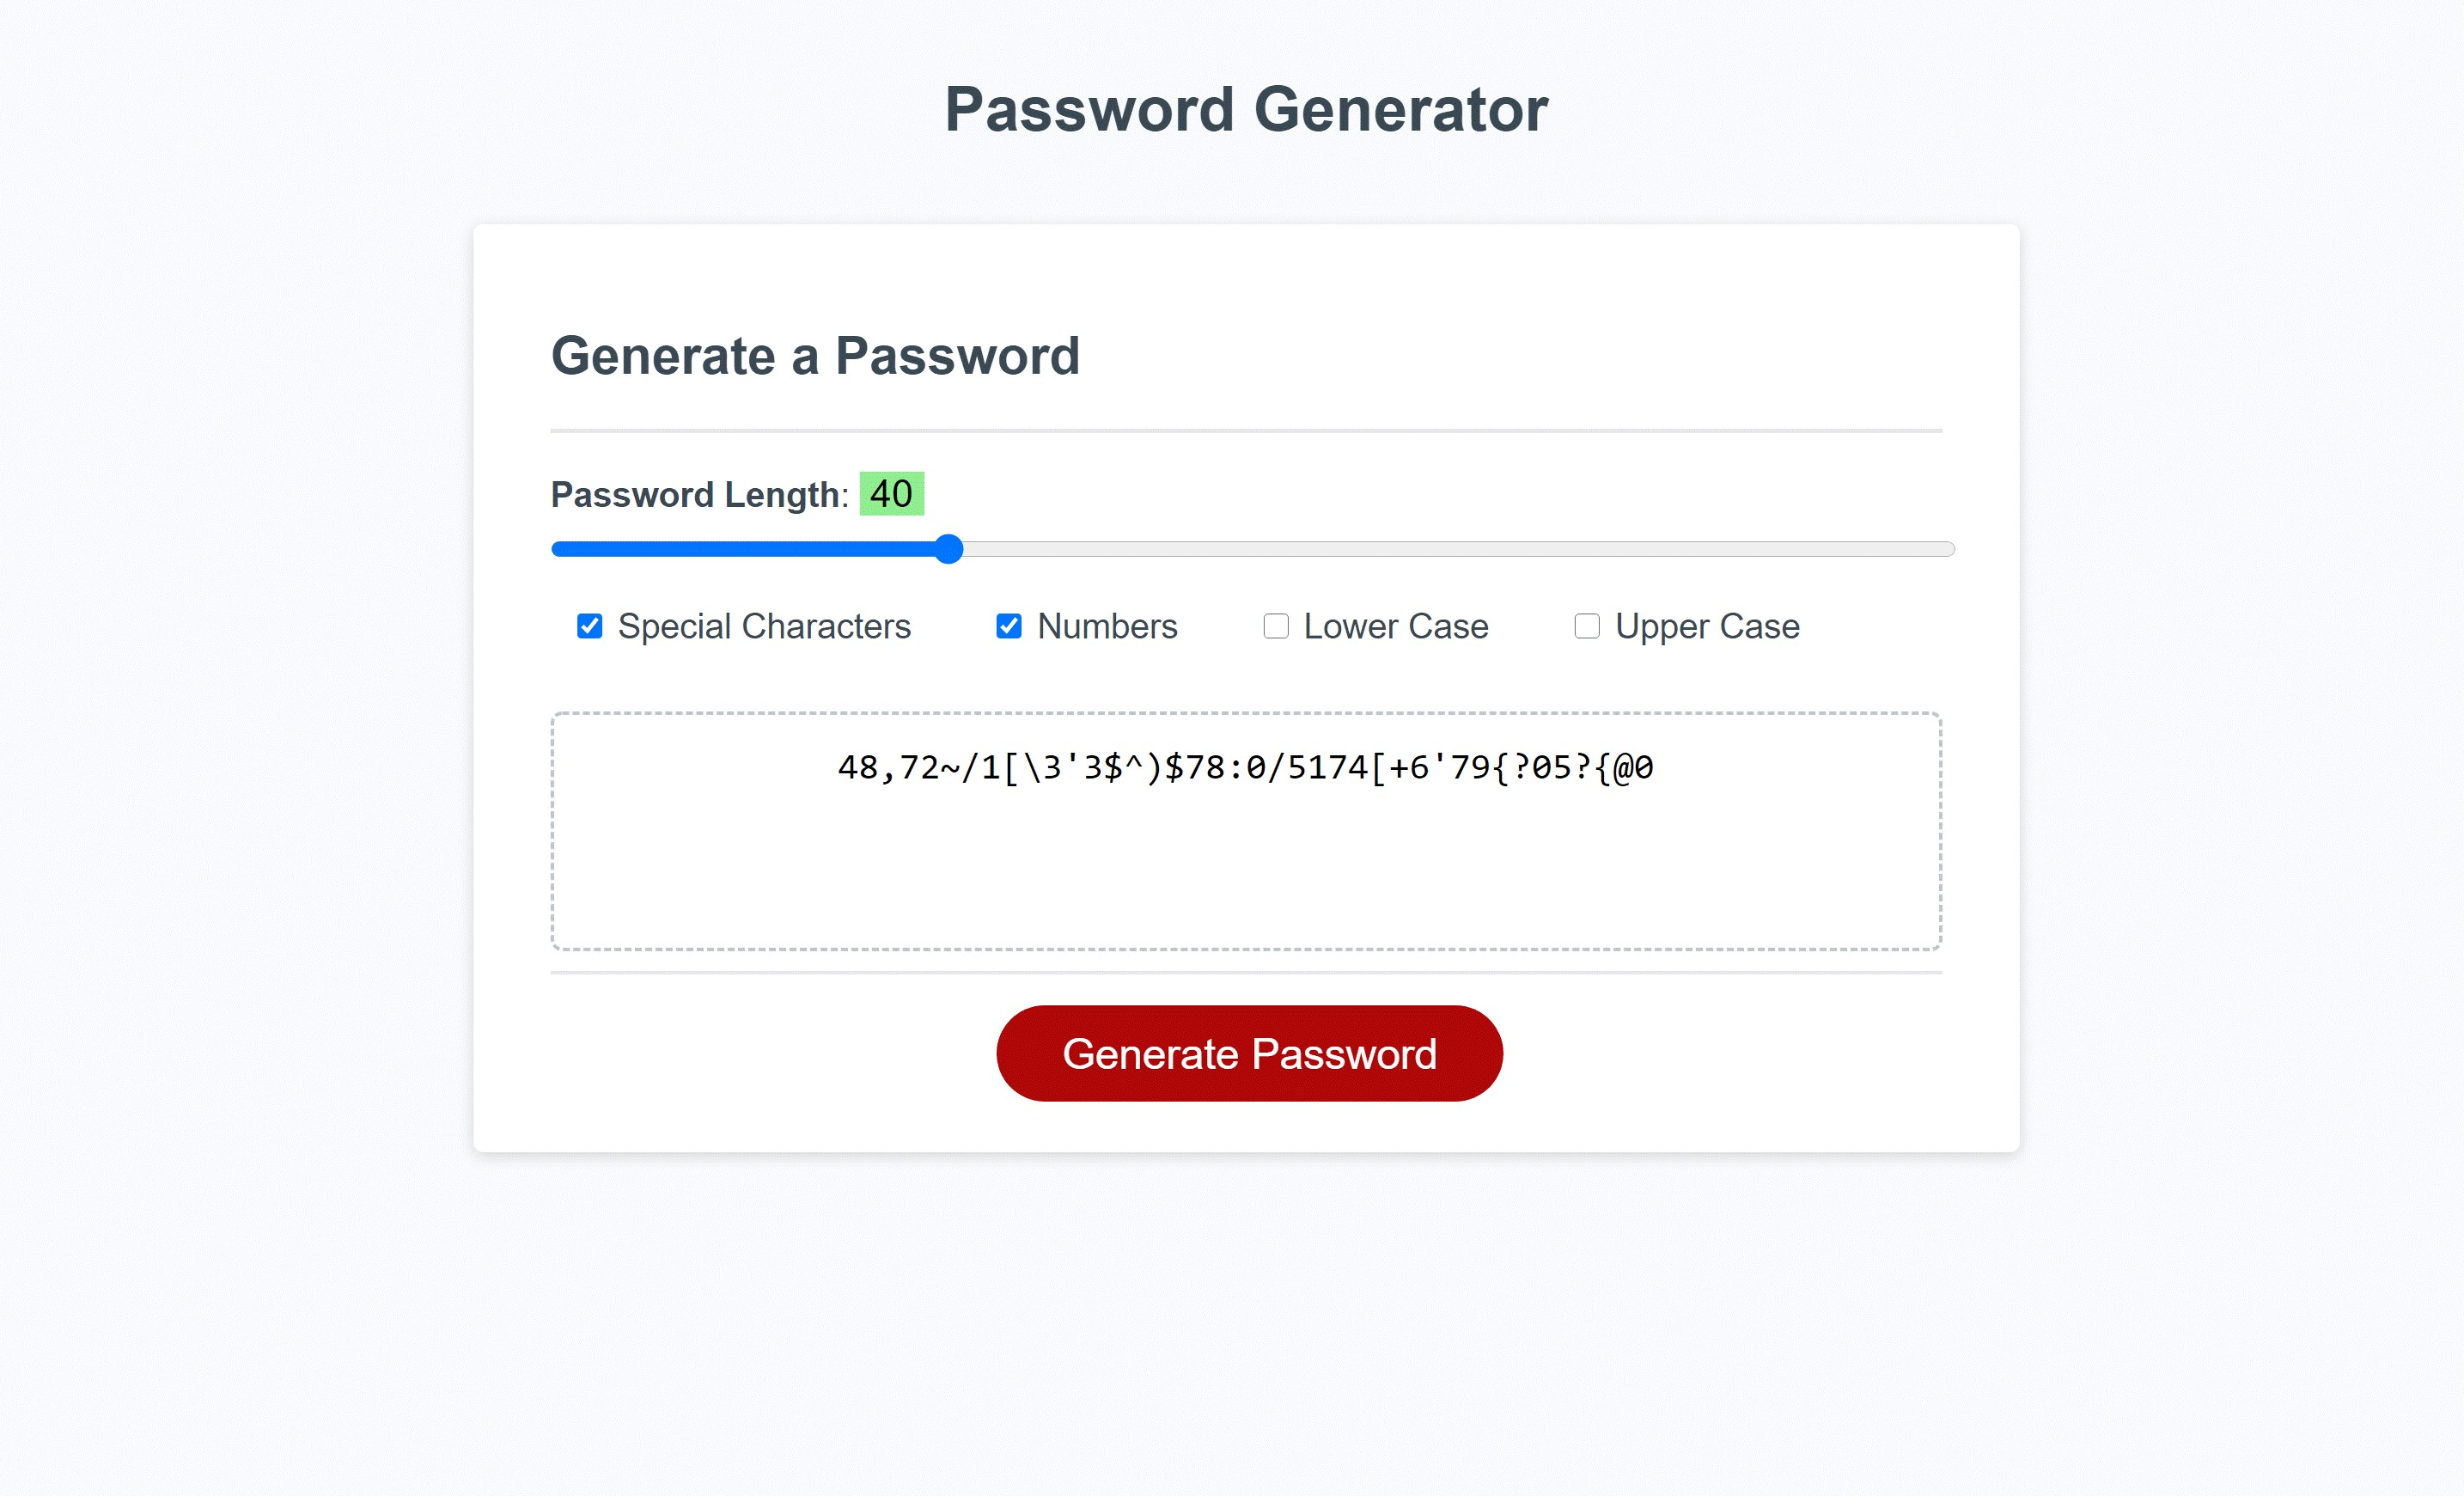 Password Generator
Generate a Password
Password Length: 40
Special Characters Numbers Lower Case Upper Case
48,72~/1[\3'3$^)$78:0/5174[+6'79{?05?{@0
Generate Password